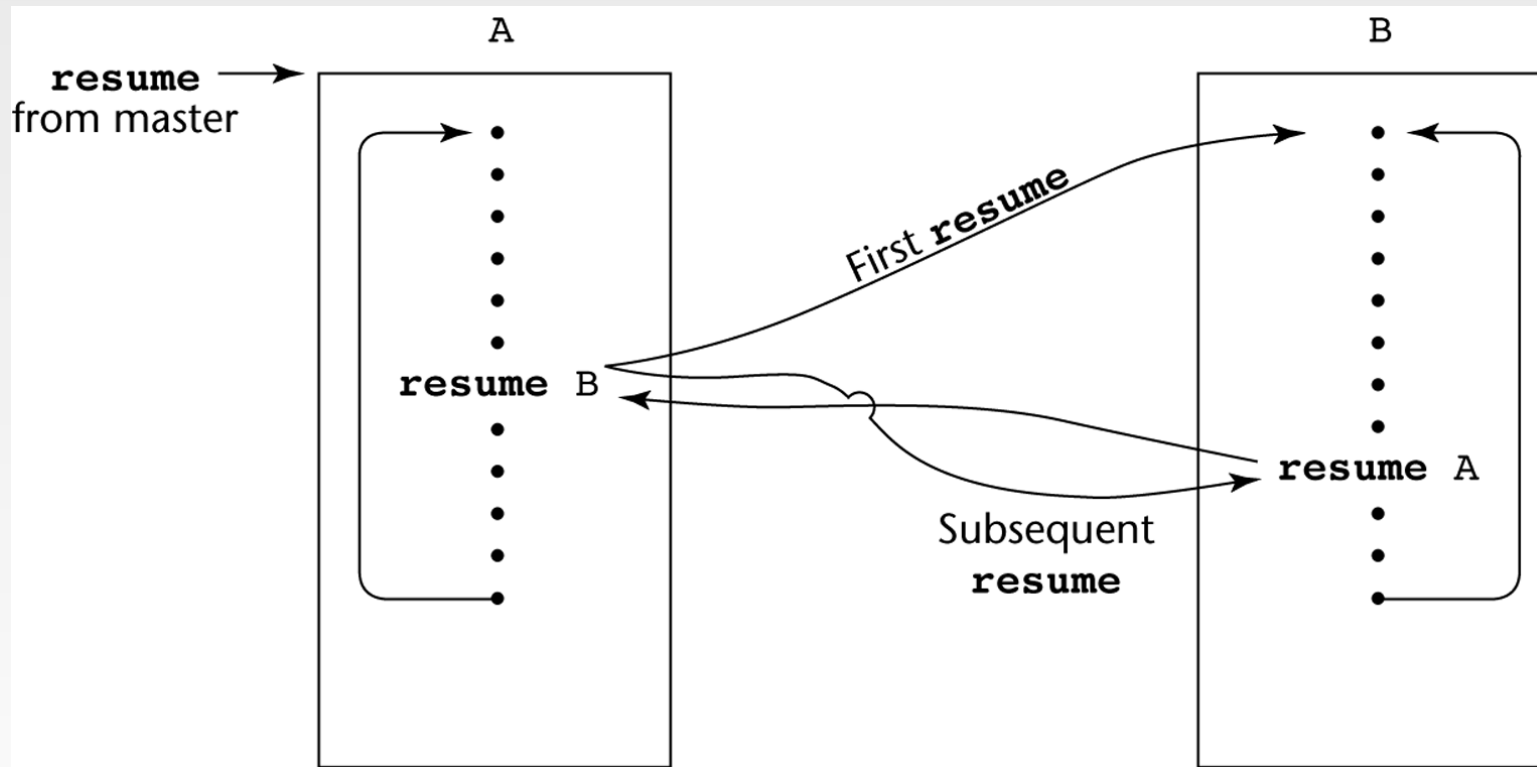 A
B
resume
from master
First resume
resume B
resume A
Subsequent
resume